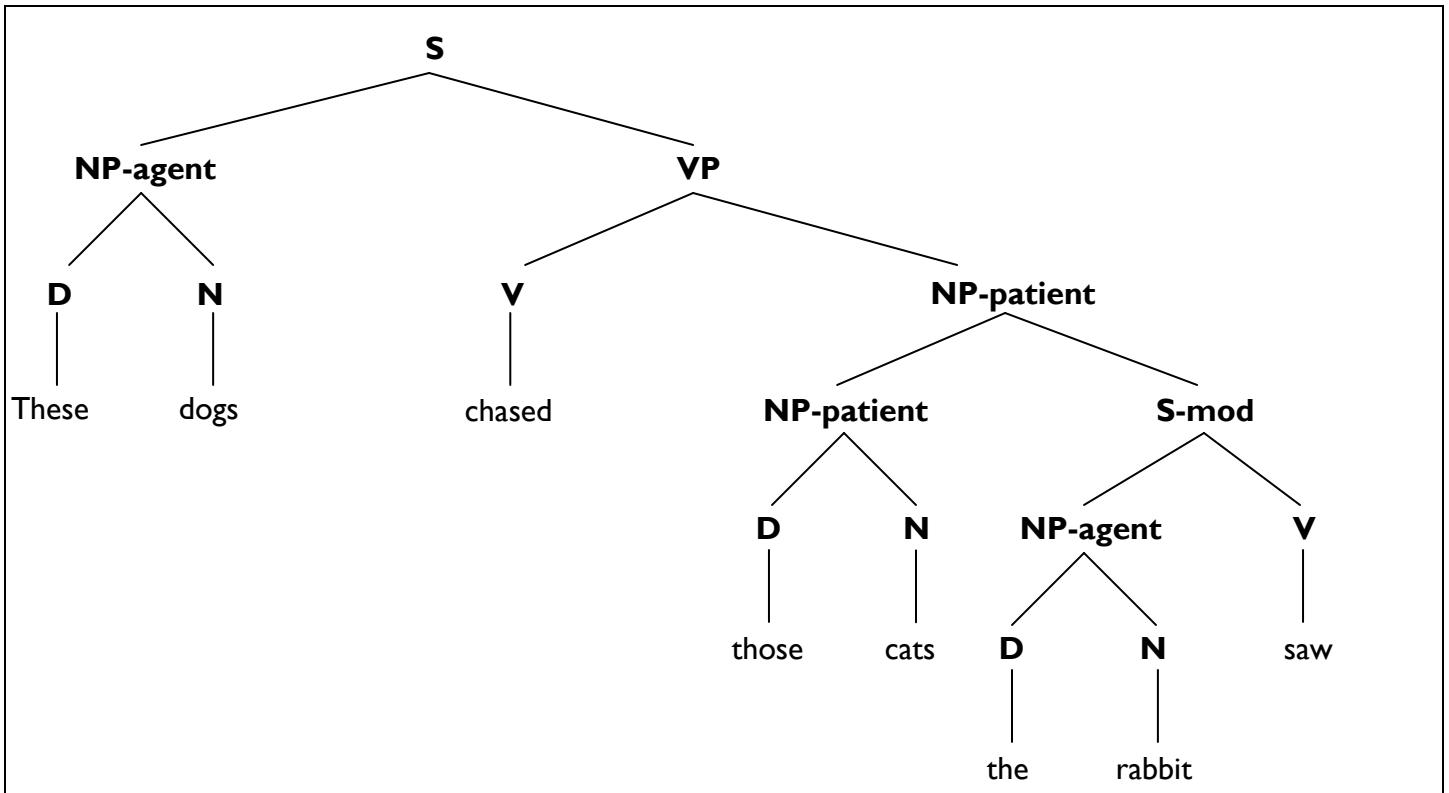 S
NP-agent VP
D N V NP-patient
These dogs chased NP-patient S-mod
D N NP-agent V
those cats D N saw
the rabbit